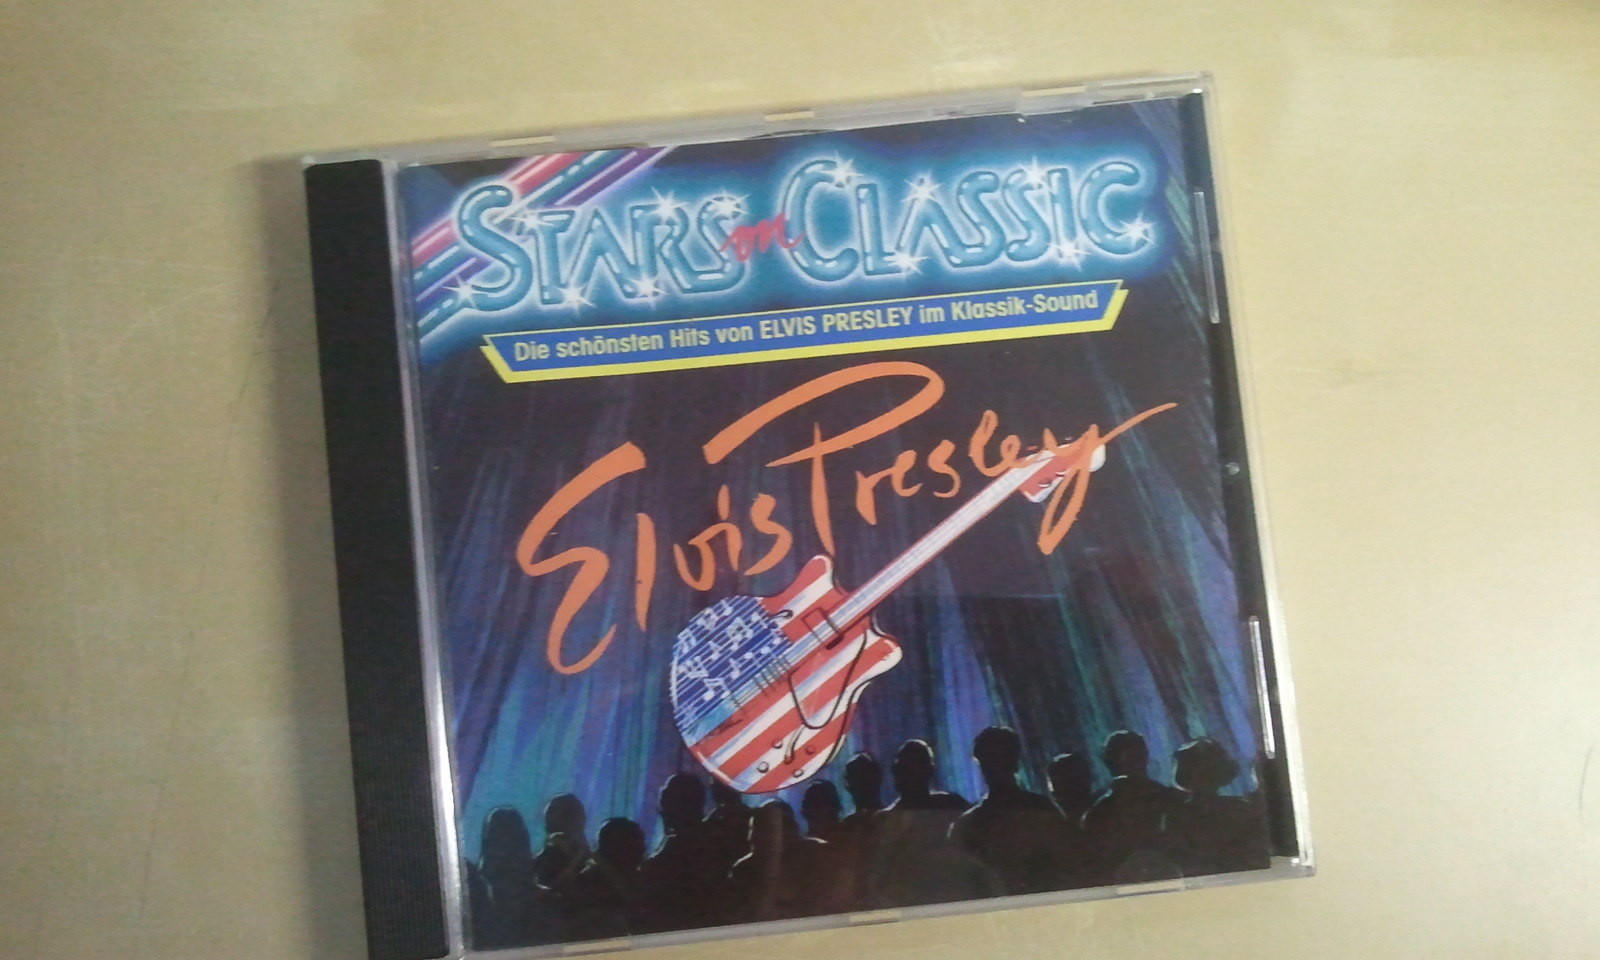 STARS on CLASSIC
Die schönsten Hits von ELVIS PRESLEY im Klassik-Sound
Elvis Presley